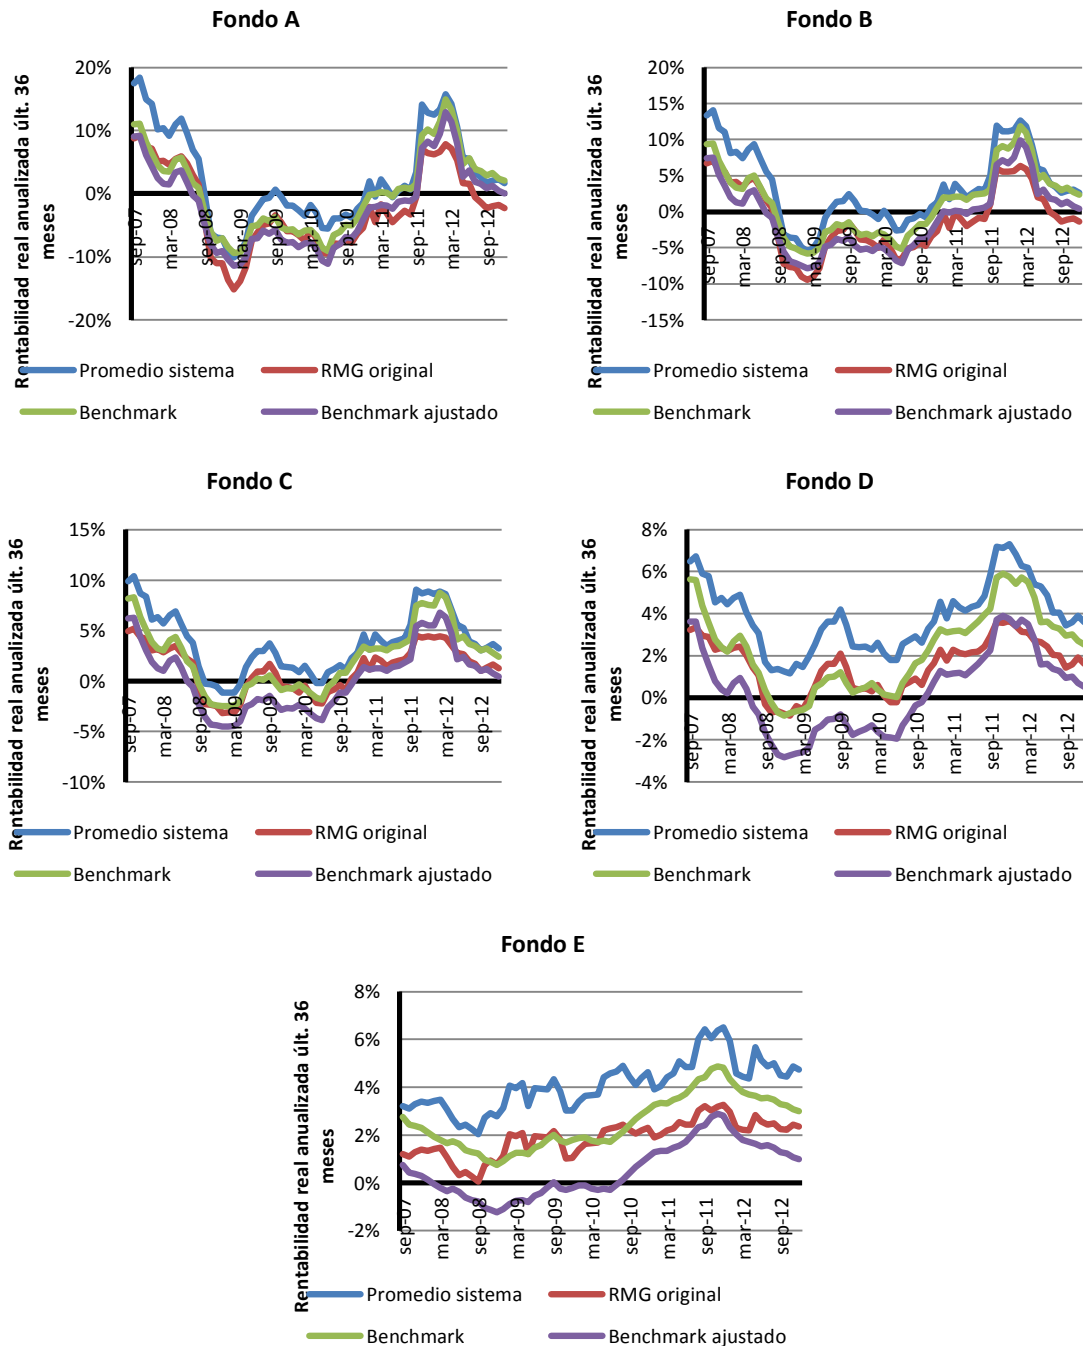 Fondo A
Rentabilidad real anualizada últ. 36
meses
20%
10%
0%
-10%
-20%
sep-07
mar-08
sep-08
mar-09
sep-09
mar-10
sep-10
mar-11
sep-11
mar-12
sep-12
Promedio sistema
RMG original
Benchmark
Benchmark ajustado
Fondo B
Rentabilidad real anualizada últ. 36
meses
20%
15%
10%
5%
0%
-5%
-10%
-15%
sep-07
mar-08
sep-08
mar-09
sep-09
mar-10
sep-10
mar-11
sep-11
mar-12
sep-12
Promedio sistema
RMG original
Benchmark
Benchmark ajustado
Fondo C
Rentabilidad real anualizada últ. 36
meses
15%
10%
5%
0%
-5%
-10%
sep-07
mar-08
sep-08
mar-09
sep-09
mar-10
sep-10
mar-11
sep-11
mar-12
sep-12
Promedio sistema
RMG original
Benchmark
Benchmark ajustado
Fondo D
Rentabilidad real anualizada últ. 36
meses
8%
6%
4%
2%
0%
-2%
-4%
sep-07
mar-08
sep-08
mar-09
sep-09
mar-10
sep-10
mar-11
sep-11
mar-12
sep-12
Promedio sistema
RMG original
Benchmark
Benchmark ajustado
Fondo E
Rentabilidad real anualizada últ. 36
meses
8%
6%
4%
2%
0%
-2%
sep-07
mar-08
sep-08
mar-09
sep-09
mar-10
sep-10
mar-11
sep-11
mar-12
sep-12
Promedio sistema
RMG original
Benchmark
Benchmark ajustado